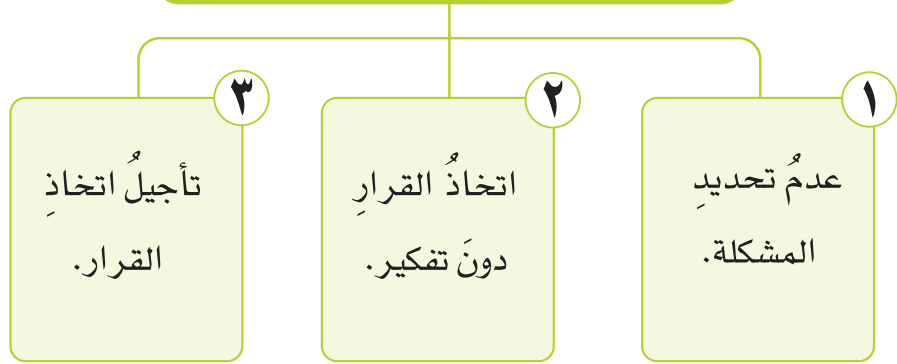 ١
عدمُ تحديدِ
المشكلة.
٢
اتخاذُ القرارِ
دونَ تفكير.
٣
تأجيلُ اتخاذِ
القرار.